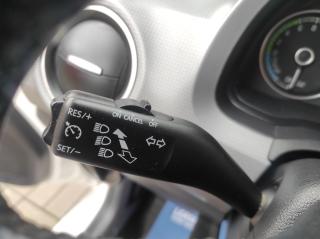 ON CANCEL OFF
RES/+
SET/-